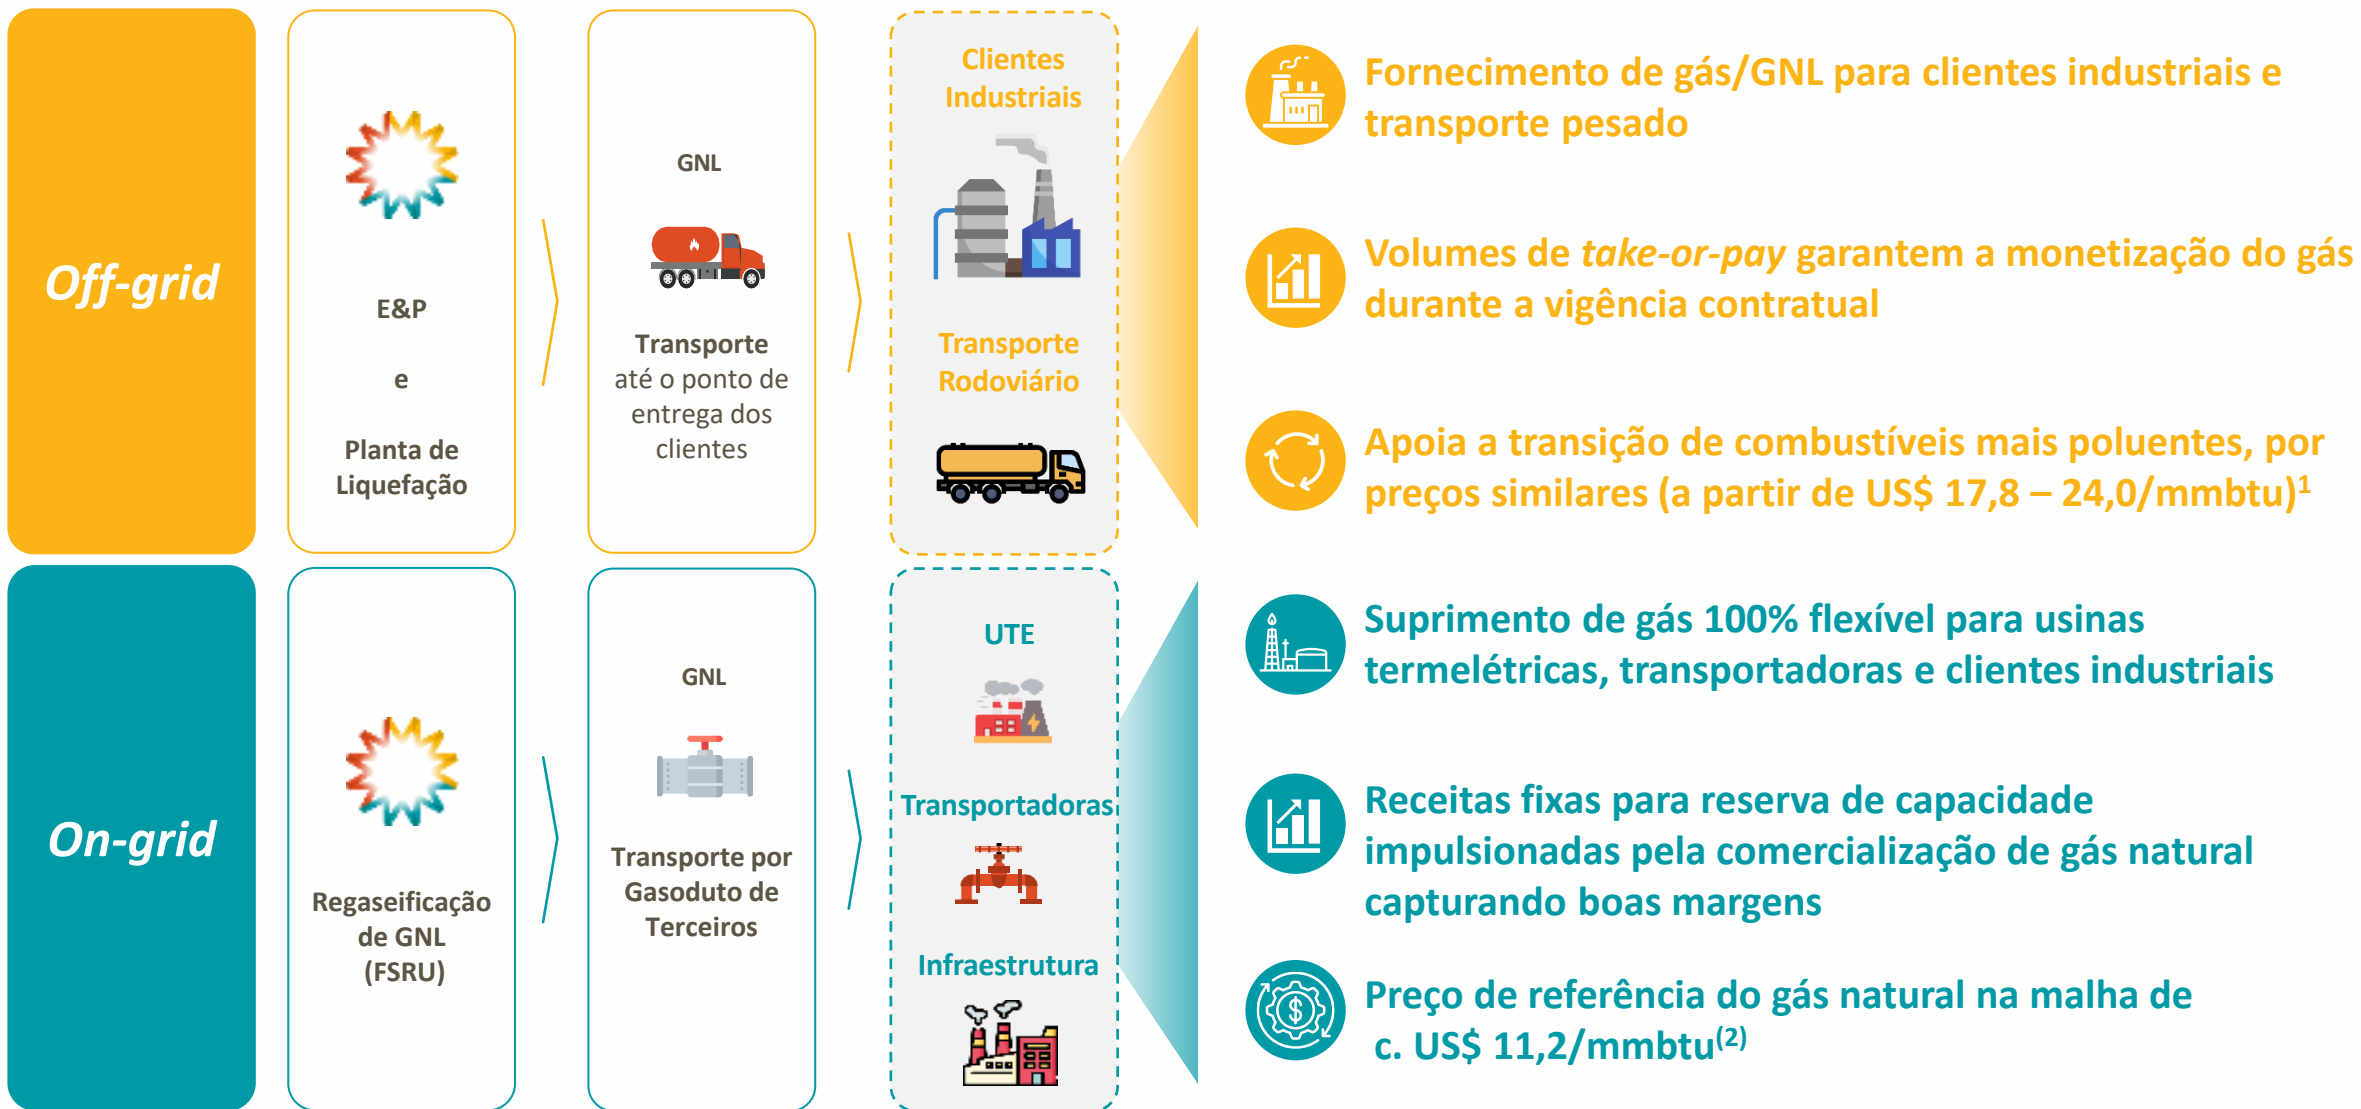 Off-grid
E&P
e
Planta de
Liquefação
GNL
Transporte
até o ponto de
entrega dos
clientes
Clientes
Industriais
Transporte
Rodoviário
Fornecimento de gás/GNL para clientes industriais e
transporte pesado
Volumes de take-or-pay garantem a monetização do gás
durante a vigência contratual
Apoia a transição de combustíveis mais poluentes, por
preços similares (a partir de US$ 17,8 – 24,0/mmbtu)¹
On-grid
Regaseificação
de GNL
(FSRU)
GNL
Transporte por
Gasoduto de
Terceiros
UTE
Transportadoras
Infraestrutura
Suprimento de gás 100% flexível para usinas
termelétricas, transportadoras e clientes industriais
Receitas fixas para reserva de capacidade
impulsionadas pela comercialização de gás natural
capturando boas margens
Preço de referência do gás natural na malha de
c. US$ 11,2/mmbtu⁽²⁾